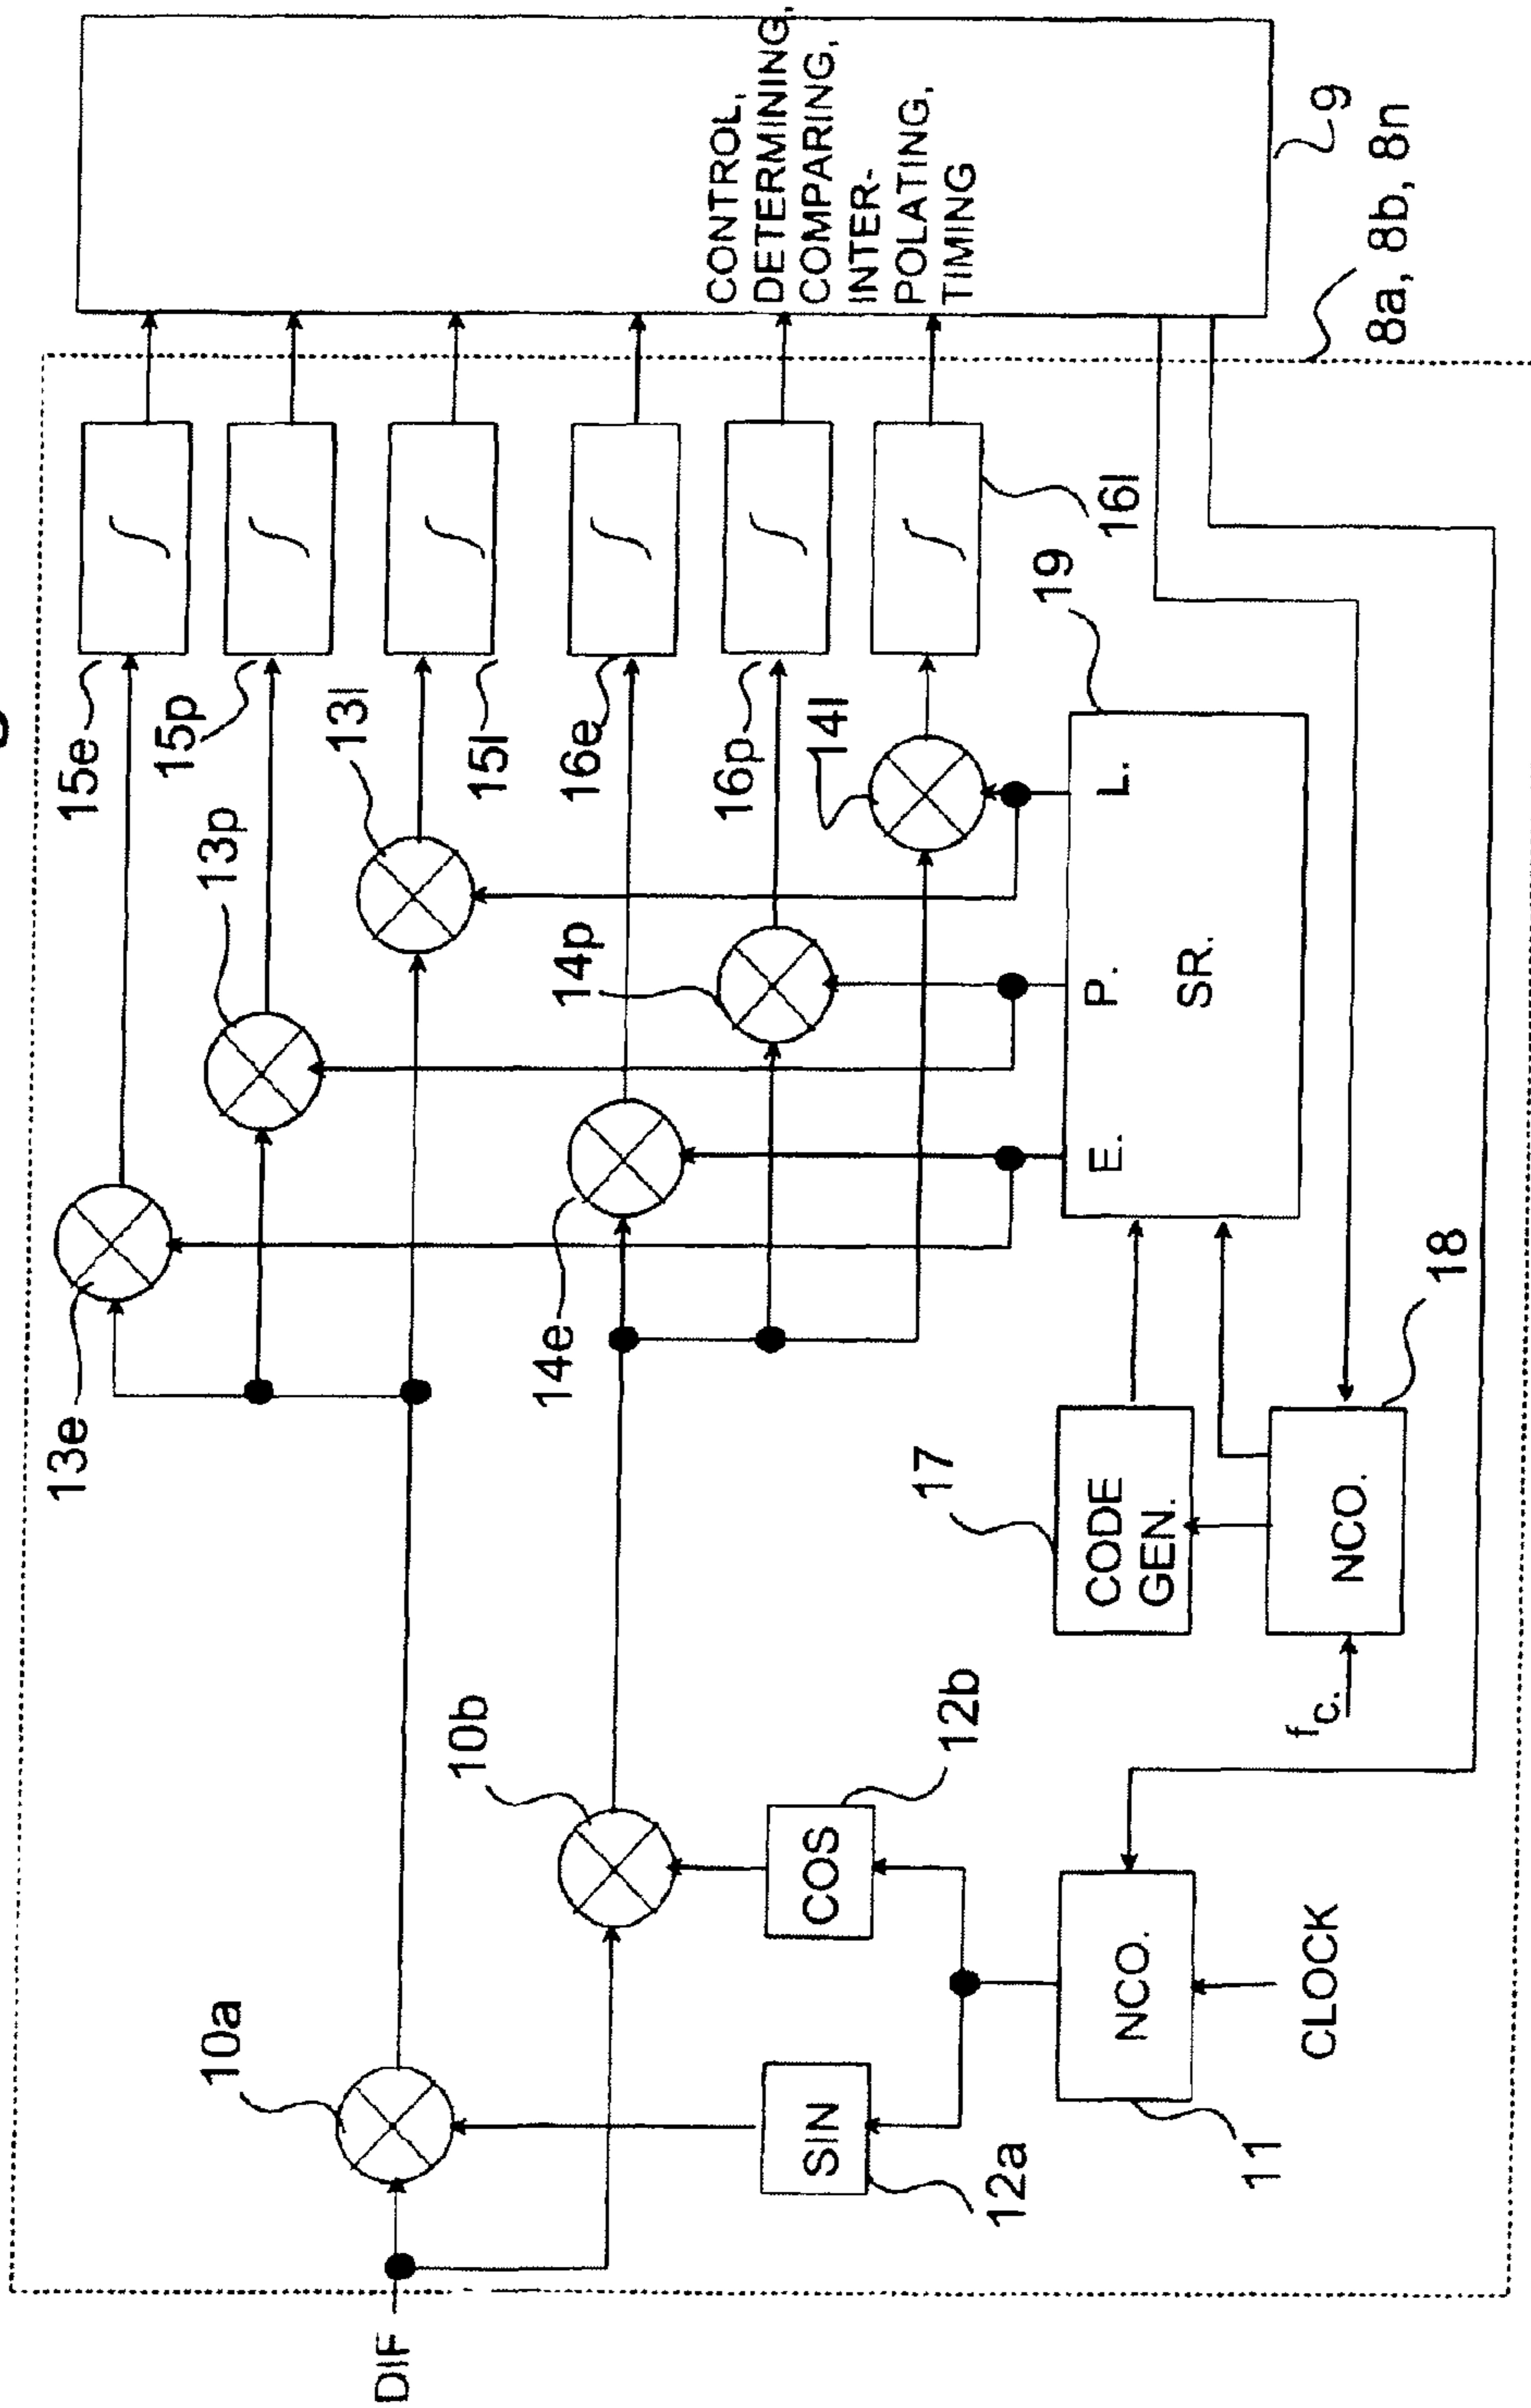 15e
15p
13l
15l
16e
16p
14l
16l
19
13p
14p
13e
14e
CONTROL,
DETERMINING,
COMPARING,
INTER-
POLATING,
TIMING
9
8a, 8b, 8n
E.
P.
L.
SR.
17
CODE
GEN.
18
NCO.
fc.
10a
10b
SIN
COS
12a
12b
NCO.
11
CLOCK
DIF